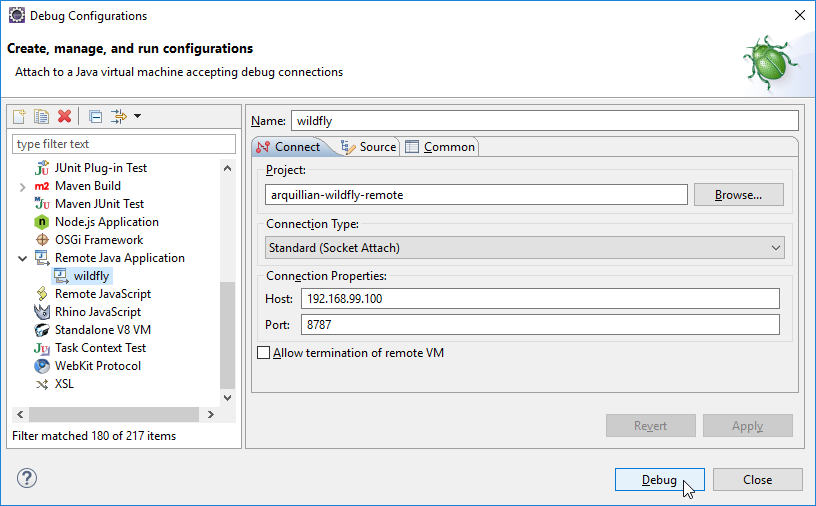 Debug Configurations
Create, manage, and run configurations
Attach to a Java virtual machine accepting debug connections
type filter text
JUnit Plug-in Test
m2 Maven Build
Maven JUnit Test
Node.js Application
OSGi Framework
Remote Java Application
wildfly
Remote JavaScript
Rhino JavaScript
Standalone V8 VM
Task Context Test
WebKit Protocol
XSL
Filter matched 180 of 217 items
Name: wildfly
Connect Source Common
Project:
arquillian-wildfly-remote Browse...
Connection Type:
Standard (Socket Attach)
Connection Properties:
Host: 192.168.99.100
Port: 8787
Allow termination of remote VM
Revert Apply
? Debug Close